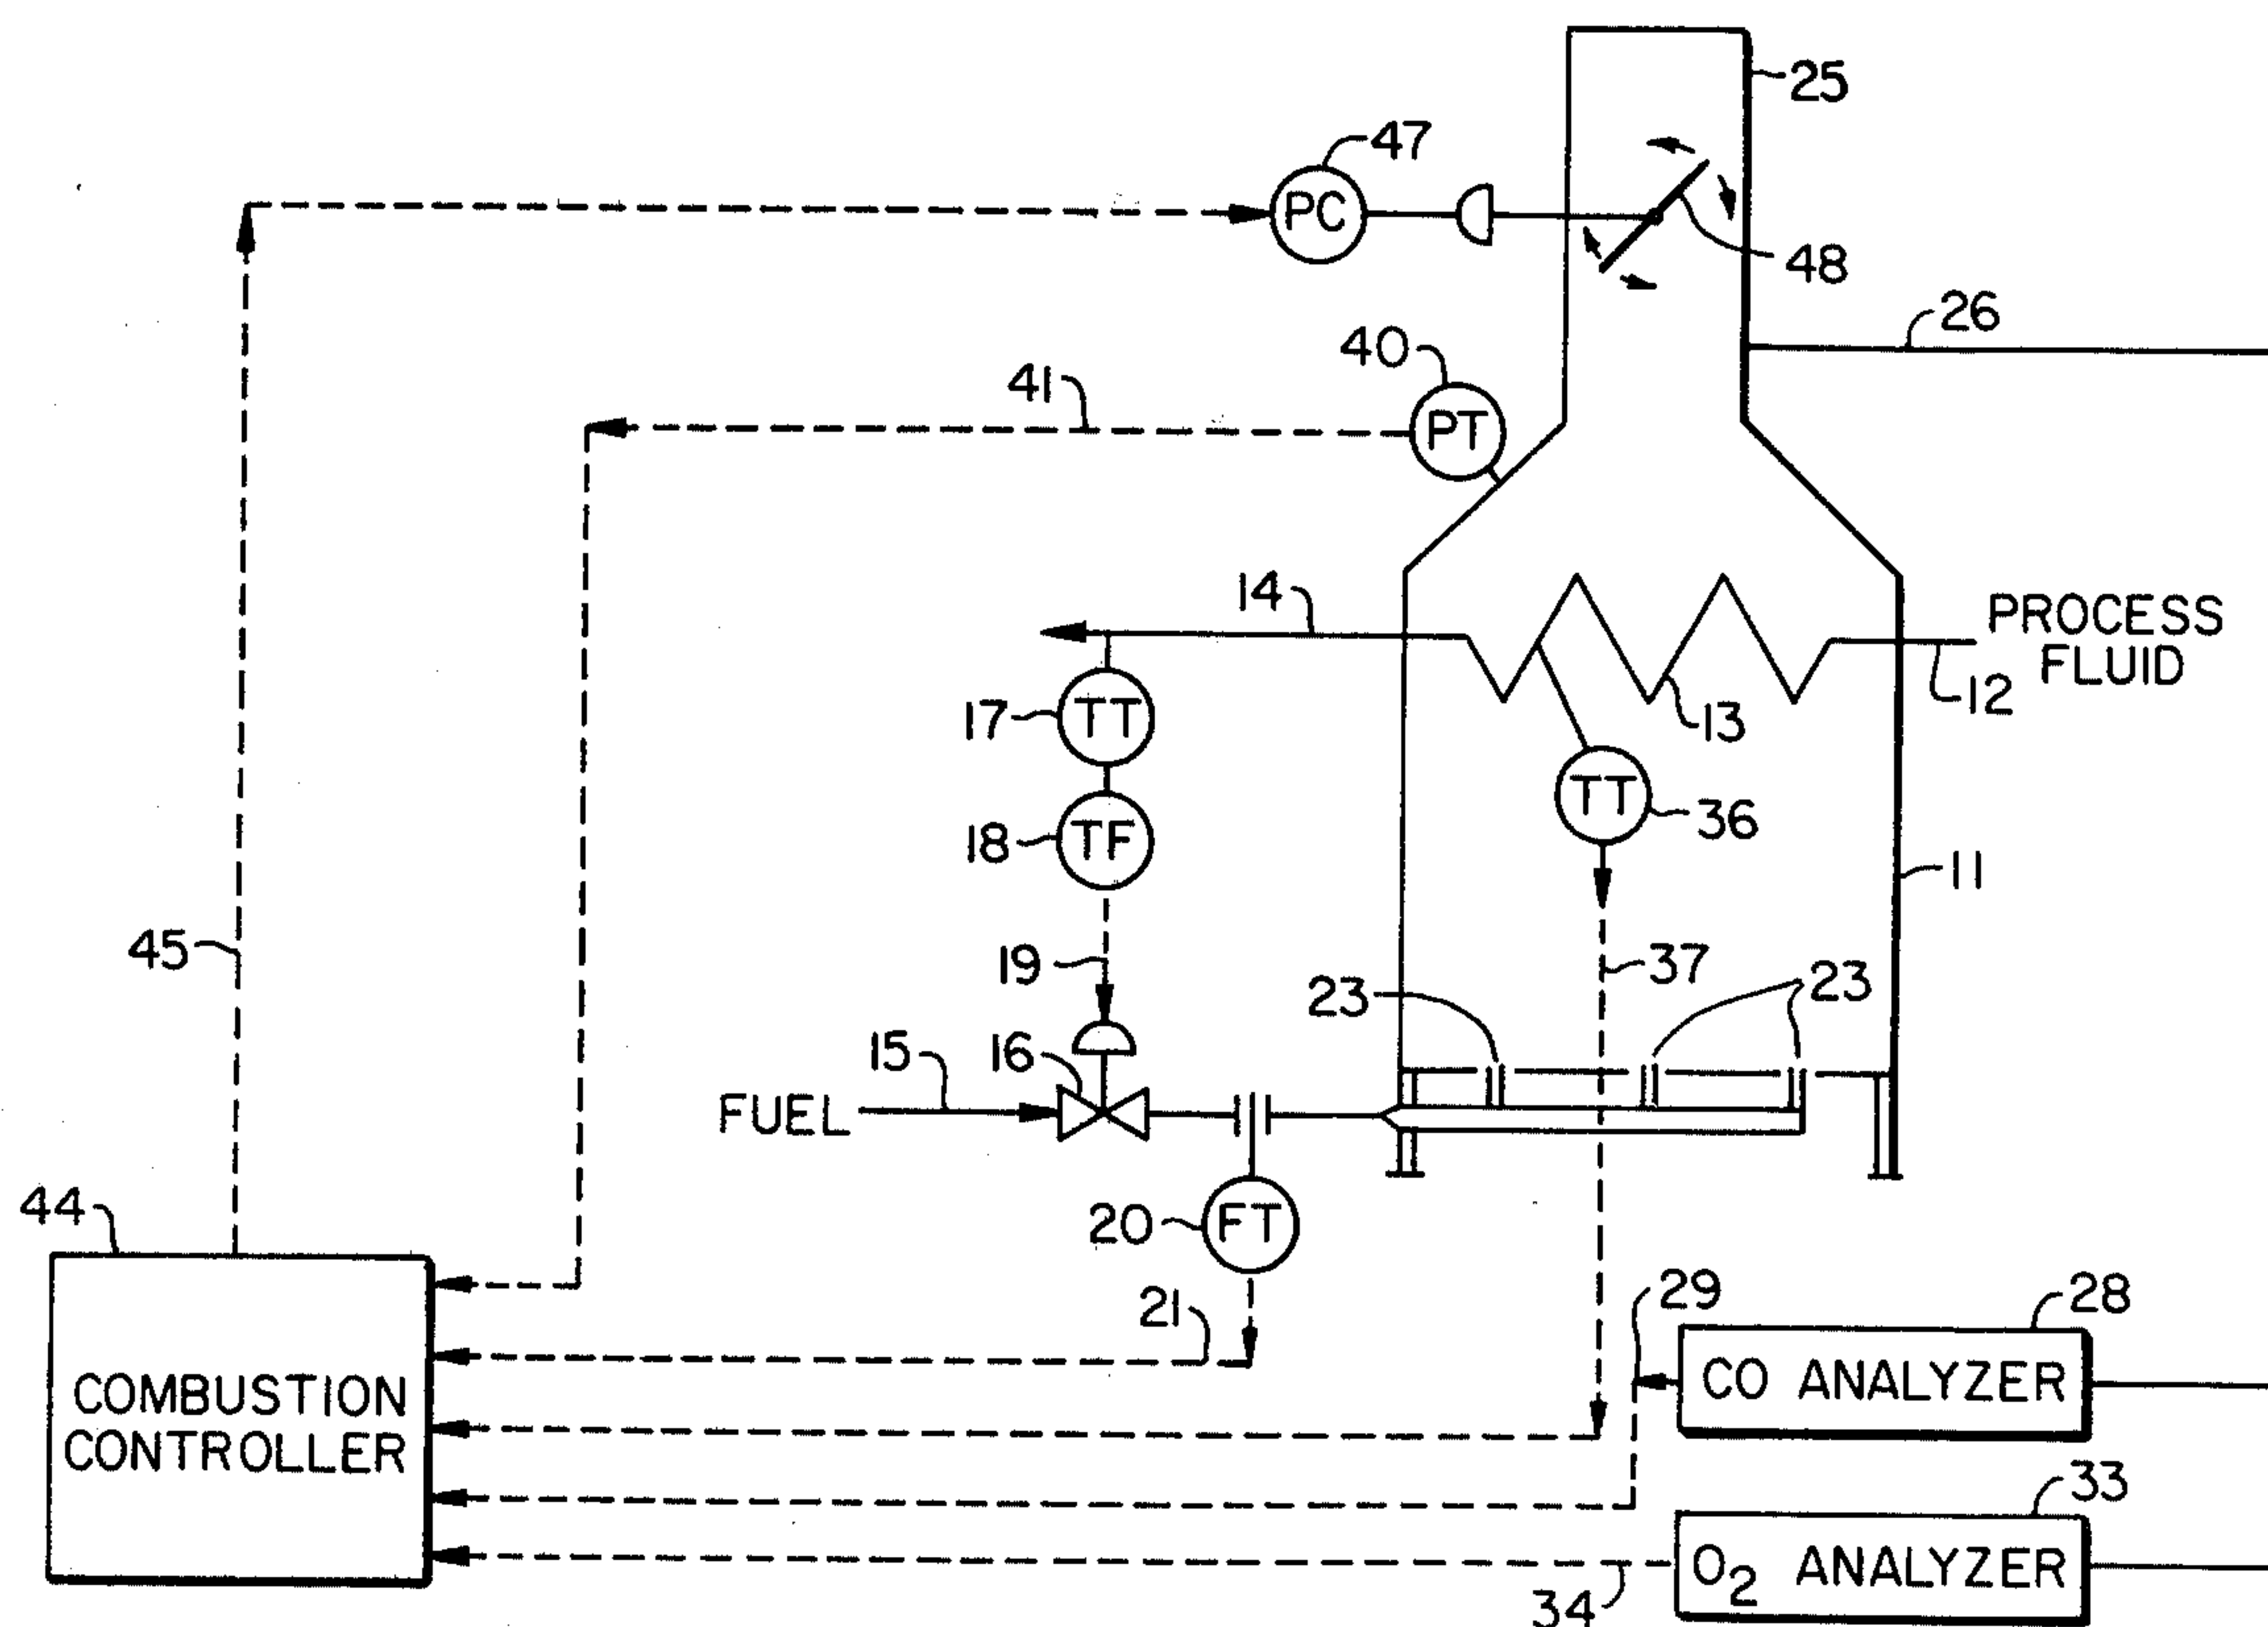 25
47
PC
48
26
40
41
PT
14
PROCESS
FLUID
12
17
TT
13
TT
36
18
TF
11
45
19
37
23
23
15
16
FUEL
44
20
FT
21
29
28
CO ANALYZER
COMBUSTION
CONTROLLER
33
O₂ ANALYZER
34